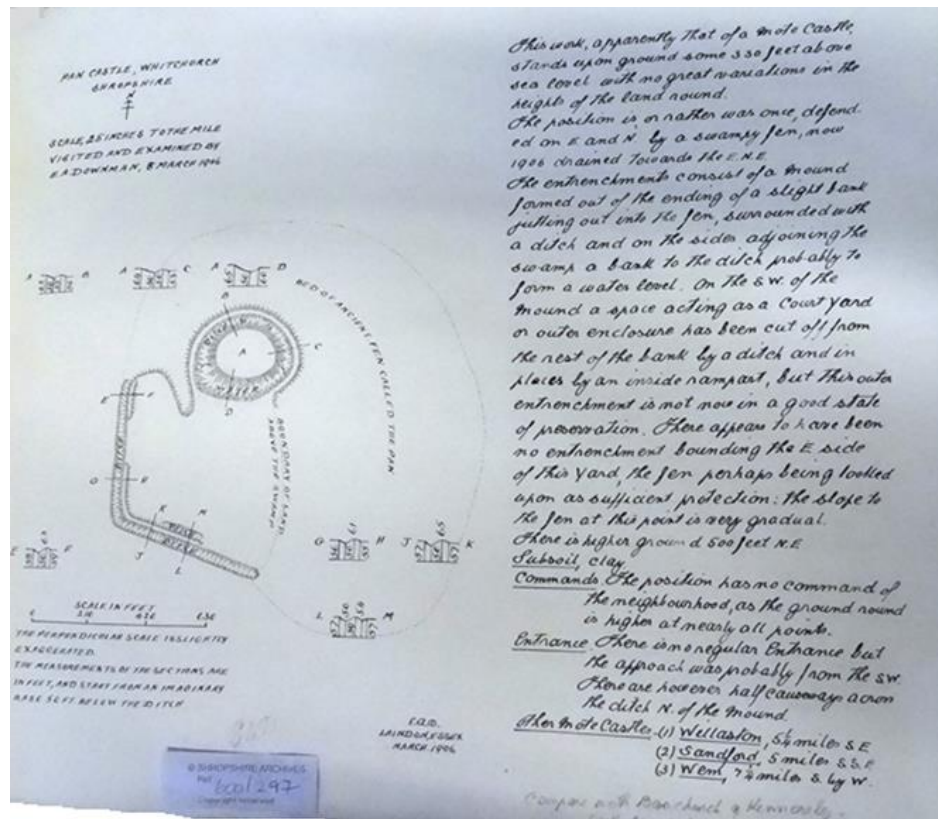 PAN CASTLE, WHITCHURCH
SHROPSHIRE
N
SCALE, 25 INCHES TO THE MILE
VISITED AND EXAMINED BY
E.A. DOWNMAN, 8 MARCH 1906
A B
A C
A D
BED OF ANCIENT FEN CALLED THE PAN
B
A
C
D
DITCH
E F
DITCH
BOUNDARY OF LAND
ABOVE THE SWAMP
G H
K M
DITCH
J L
E F
G H
J K
L M
SCALE IN FEET
0 210 420 630
THE PERPENDICULAR SCALE IS SLIGHTLY
EXAGGERATED.
THE MEASUREMENTS OF THE SECTIONS ARE
IN FEET, AND START FROM AN IMAGINARY
BASE 50 FT. BELOW THE DITCH
E.A.D.
LAINDON, ESSEX
MARCH, 1906
© SHROPSHIRE ARCHIVES
Ref: 6001/297
Copyright reserved
This work, apparently that of a Mote Castle,
stands upon ground some 330 feet above
sea level with no great variations in the
heights of the land round.
The position is or rather was once, defend-
ed on E and N. by a swampy fen, now
1906 drained towards the E.N.E.
The entrenchments consist of a Mound
formed out of the ending of a slight bank
jutting out into the fen, surrounded with
a ditch and on the sides adjoining the
swamp a bank to the ditch probably to
form a water level. On the S.W. of the
Mound a space acting as a Court yard
or outer enclosure has been cut off from
the rest of the bank by a ditch and in
places by an inside rampart, but this outer
entrenchment is not now in a good state
of preservation. There appears to have been
no entrenchment bounding the E. side
of this Yard, the fen perhaps being looked
upon as sufficient protection: the slope to
the fen at this point is very gradual.
There is higher ground 500 feet N.E
Subsoil, clay
Commands. The position has no command of
the neighbourhood, as the ground round
is higher at nearly all points.
Entrance. There is no regular Entrance but
the approach was probably from the S.W.
There are however half causeways across
the ditch N. of the Mound.
Other Mote Castles (1) Wellaston, 5½ miles S.E
(2) Sandford, 5 miles S.S.E
(3) Wem, 7¾ miles S. by W.
Compare with